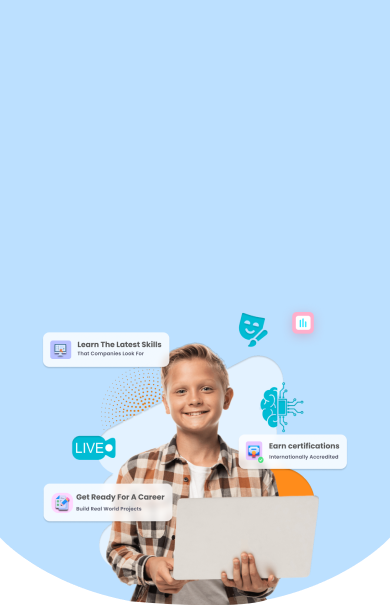 Learn The Latest Skills
That Companies Look For
LIVE
Earn certifications
Internationally Accredited
Get Ready For A Career
Build Real World Projects